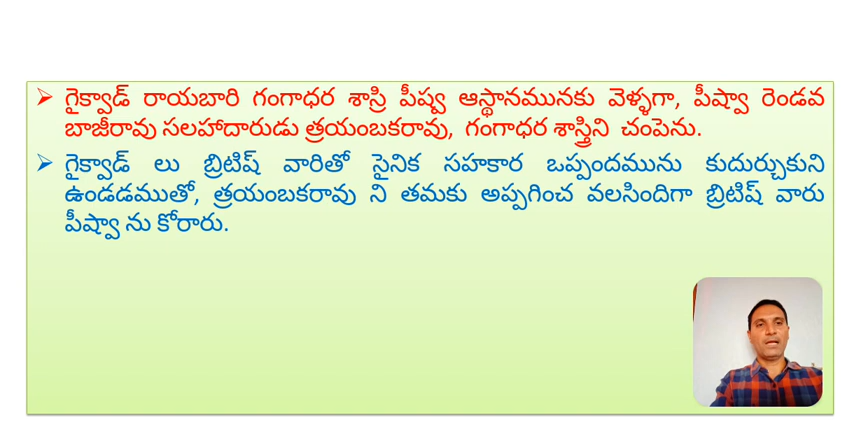 గైక్వాడ్ రాయబారి గంగాధర శాస్రి పీష్వ ఆస్థానమునకు వెళ్ళగా, పీష్వా రెండవ
బాజీరావు సలహాదారుడు త్రయంబకరావు, గంగాధర శాస్త్రిని చంపెను.
గైక్వాడ్ లు బ్రిటిష్ వారితో సైనిక సహకార ఒప్పందమును కుదుర్చుకుని
ఉండడముతో, త్రయంబకరావు ని తమకు అప్పగించ వలసిందిగా బ్రిటిష్ వారు
పీష్వా ను కోరారు.